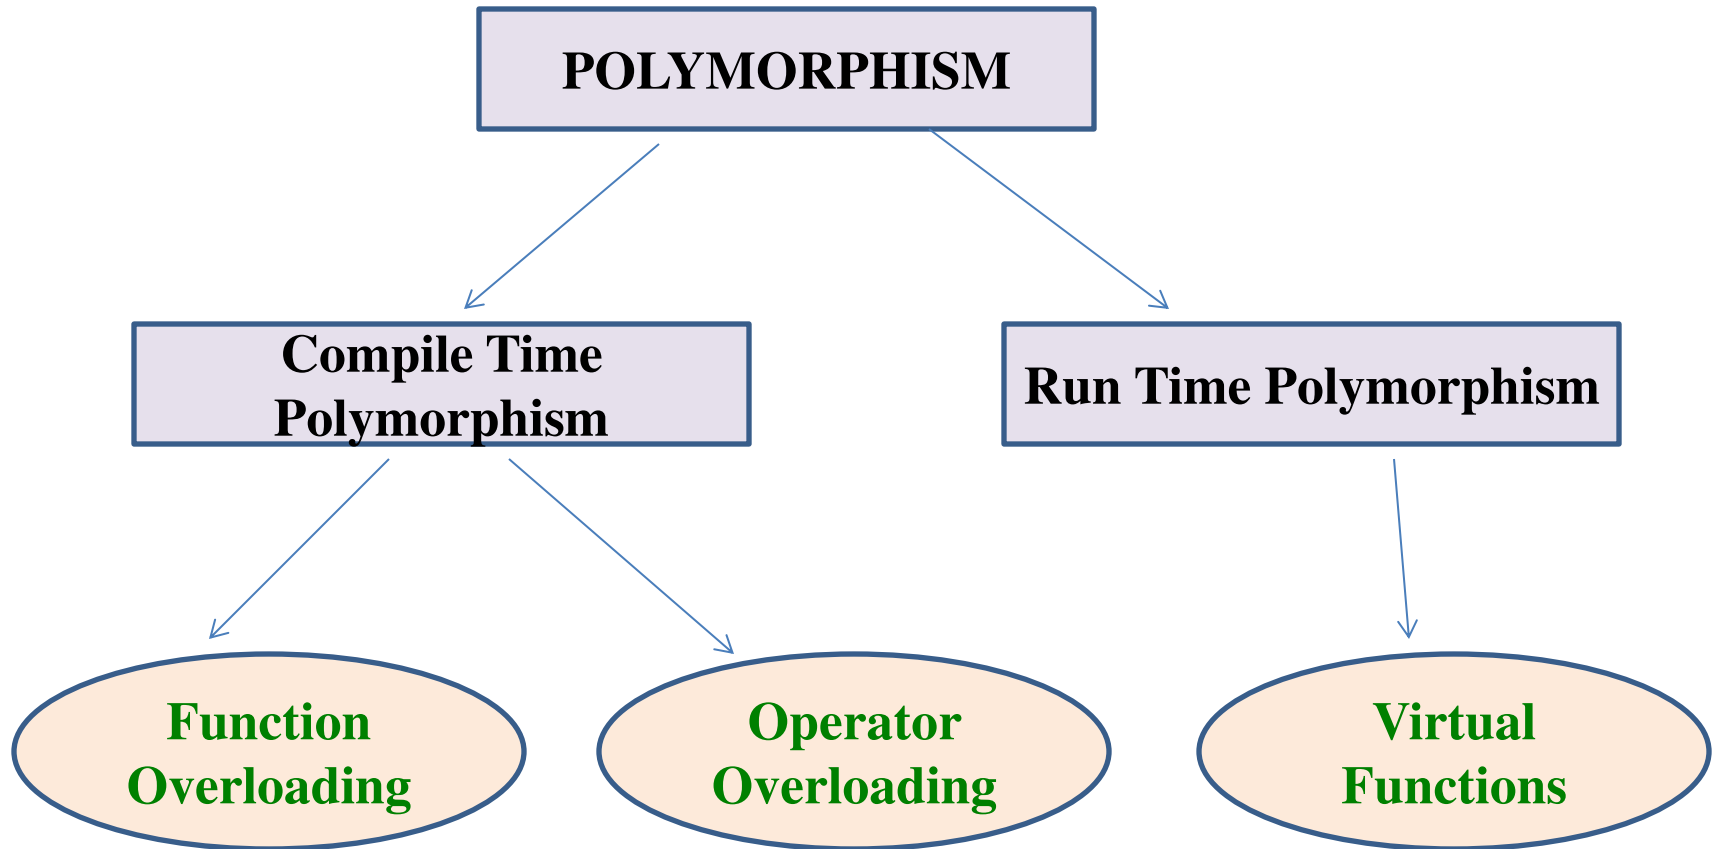 POLYMORPHISM
Compile Time
Polymorphism
Run Time Polymorphism
Function
Overloading
Operator
Overloading
Virtual
Functions